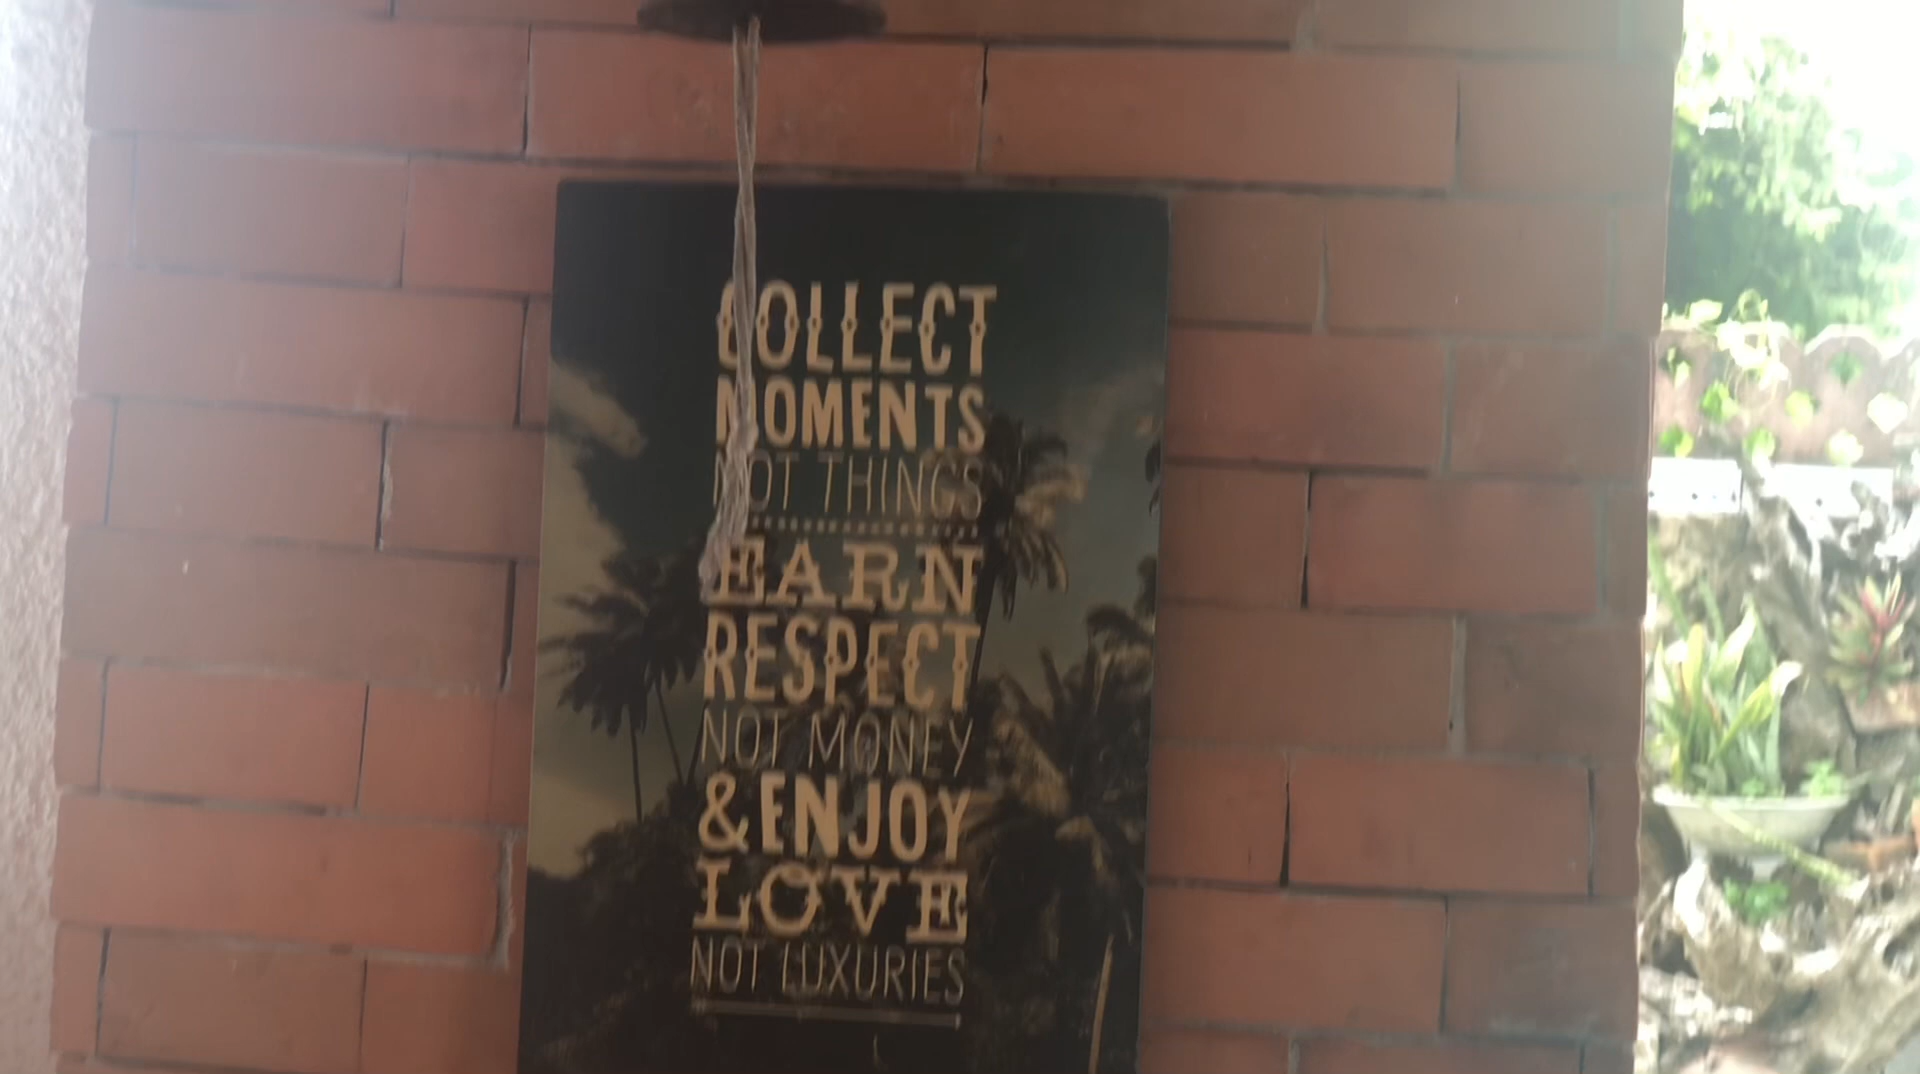 COLLECT
MOMENTS
NOT THINGS
EARN
RESPECT
NOT MONEY
& ENJOY
LOVE
NOT LUXURIES